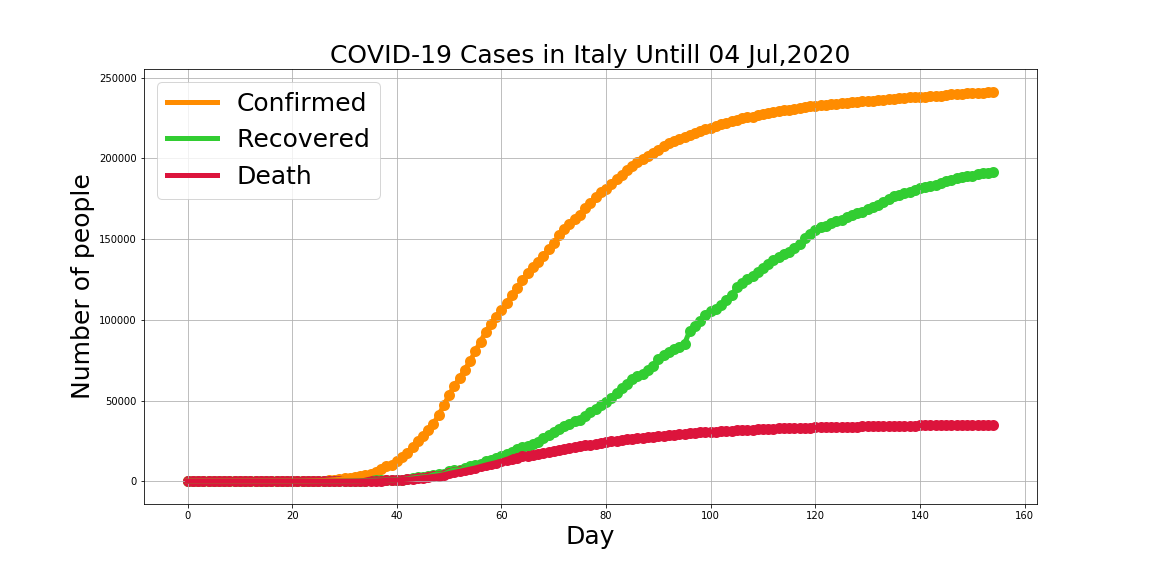 COVID-19 Cases in Italy Untill 04 Jul,2020
250000
200000
150000
100000
50000
0
Number of people
Confirmed
Recovered
Death
0 20 40 60 80 100 120 140 160
Day